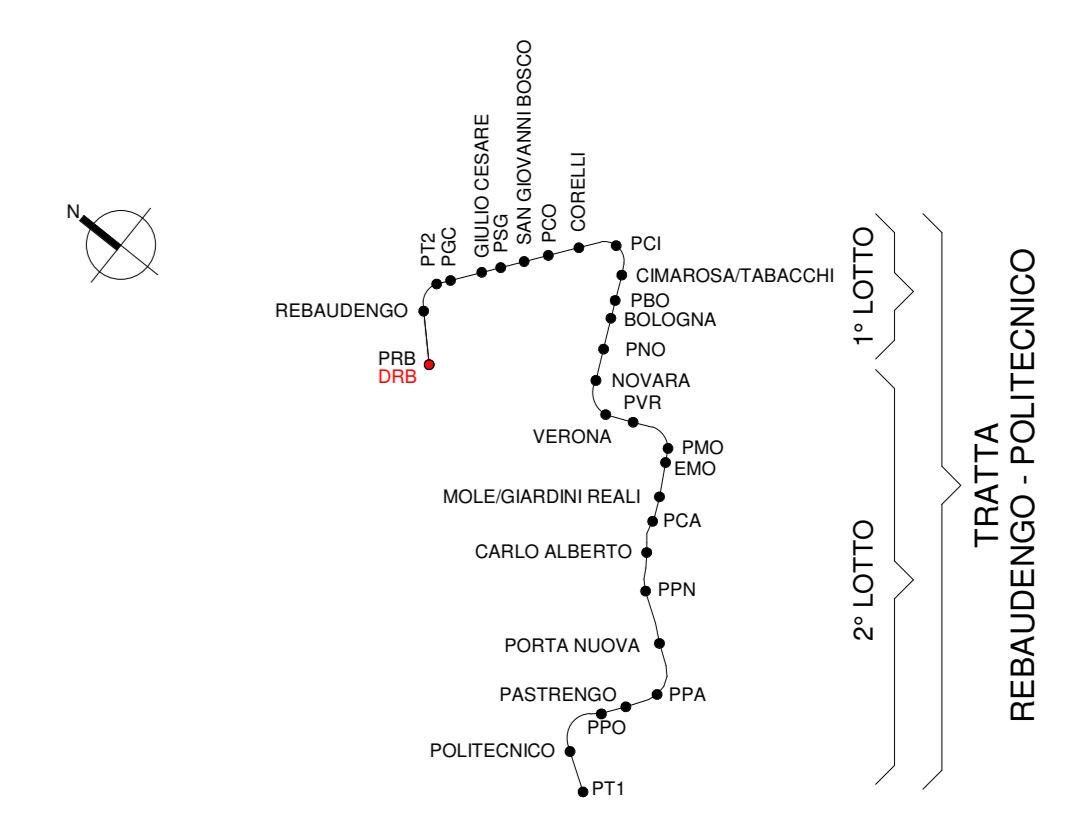 N
REBAUDENGO
PRB
DRB
PT2
PGC
GIULIO CESARE
PSG
SAN GIOVANNI BOSCO
PCO
CORELLI
PCI
CIMAROSA/TABACCHI
PBO
BOLOGNA
PNO
NOVARA
PVR
VERONA
PMO
EMO
MOLE/GIARDINI REALI
PCA
CARLO ALBERTO
PPN
PORTA NUOVA
PPA
PASTRENGO
PPO
POLITECNICO
PT1
1° LOTTO
2° LOTTO
TRATTA
REBAUDENGO - POLITECNICO